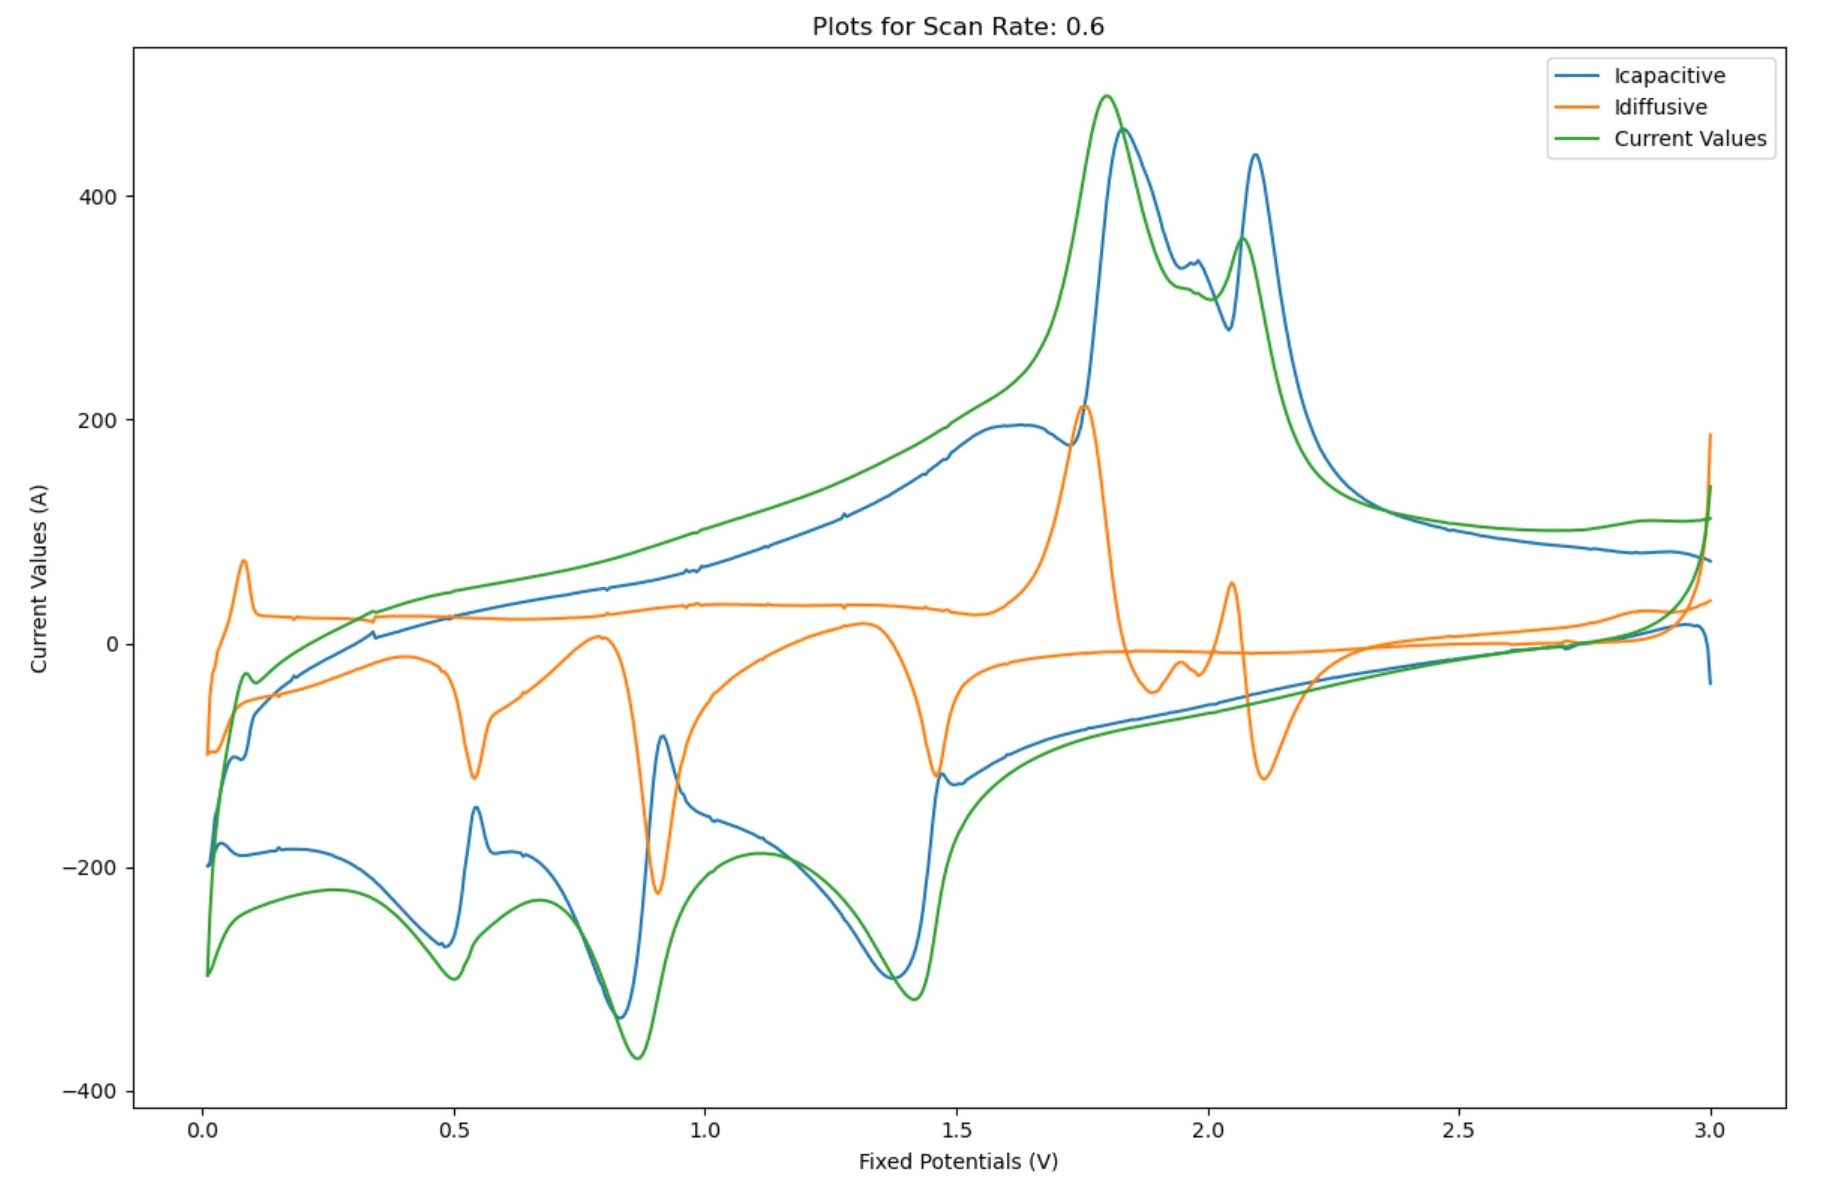 Plots for Scan Rate: 0.6
Icapacitive
Idiffusive
Current Values
Current Values (A)
400
200
0
−200
−400
0.0 0.5 1.0 1.5 2.0 2.5 3.0
Fixed Potentials (V)